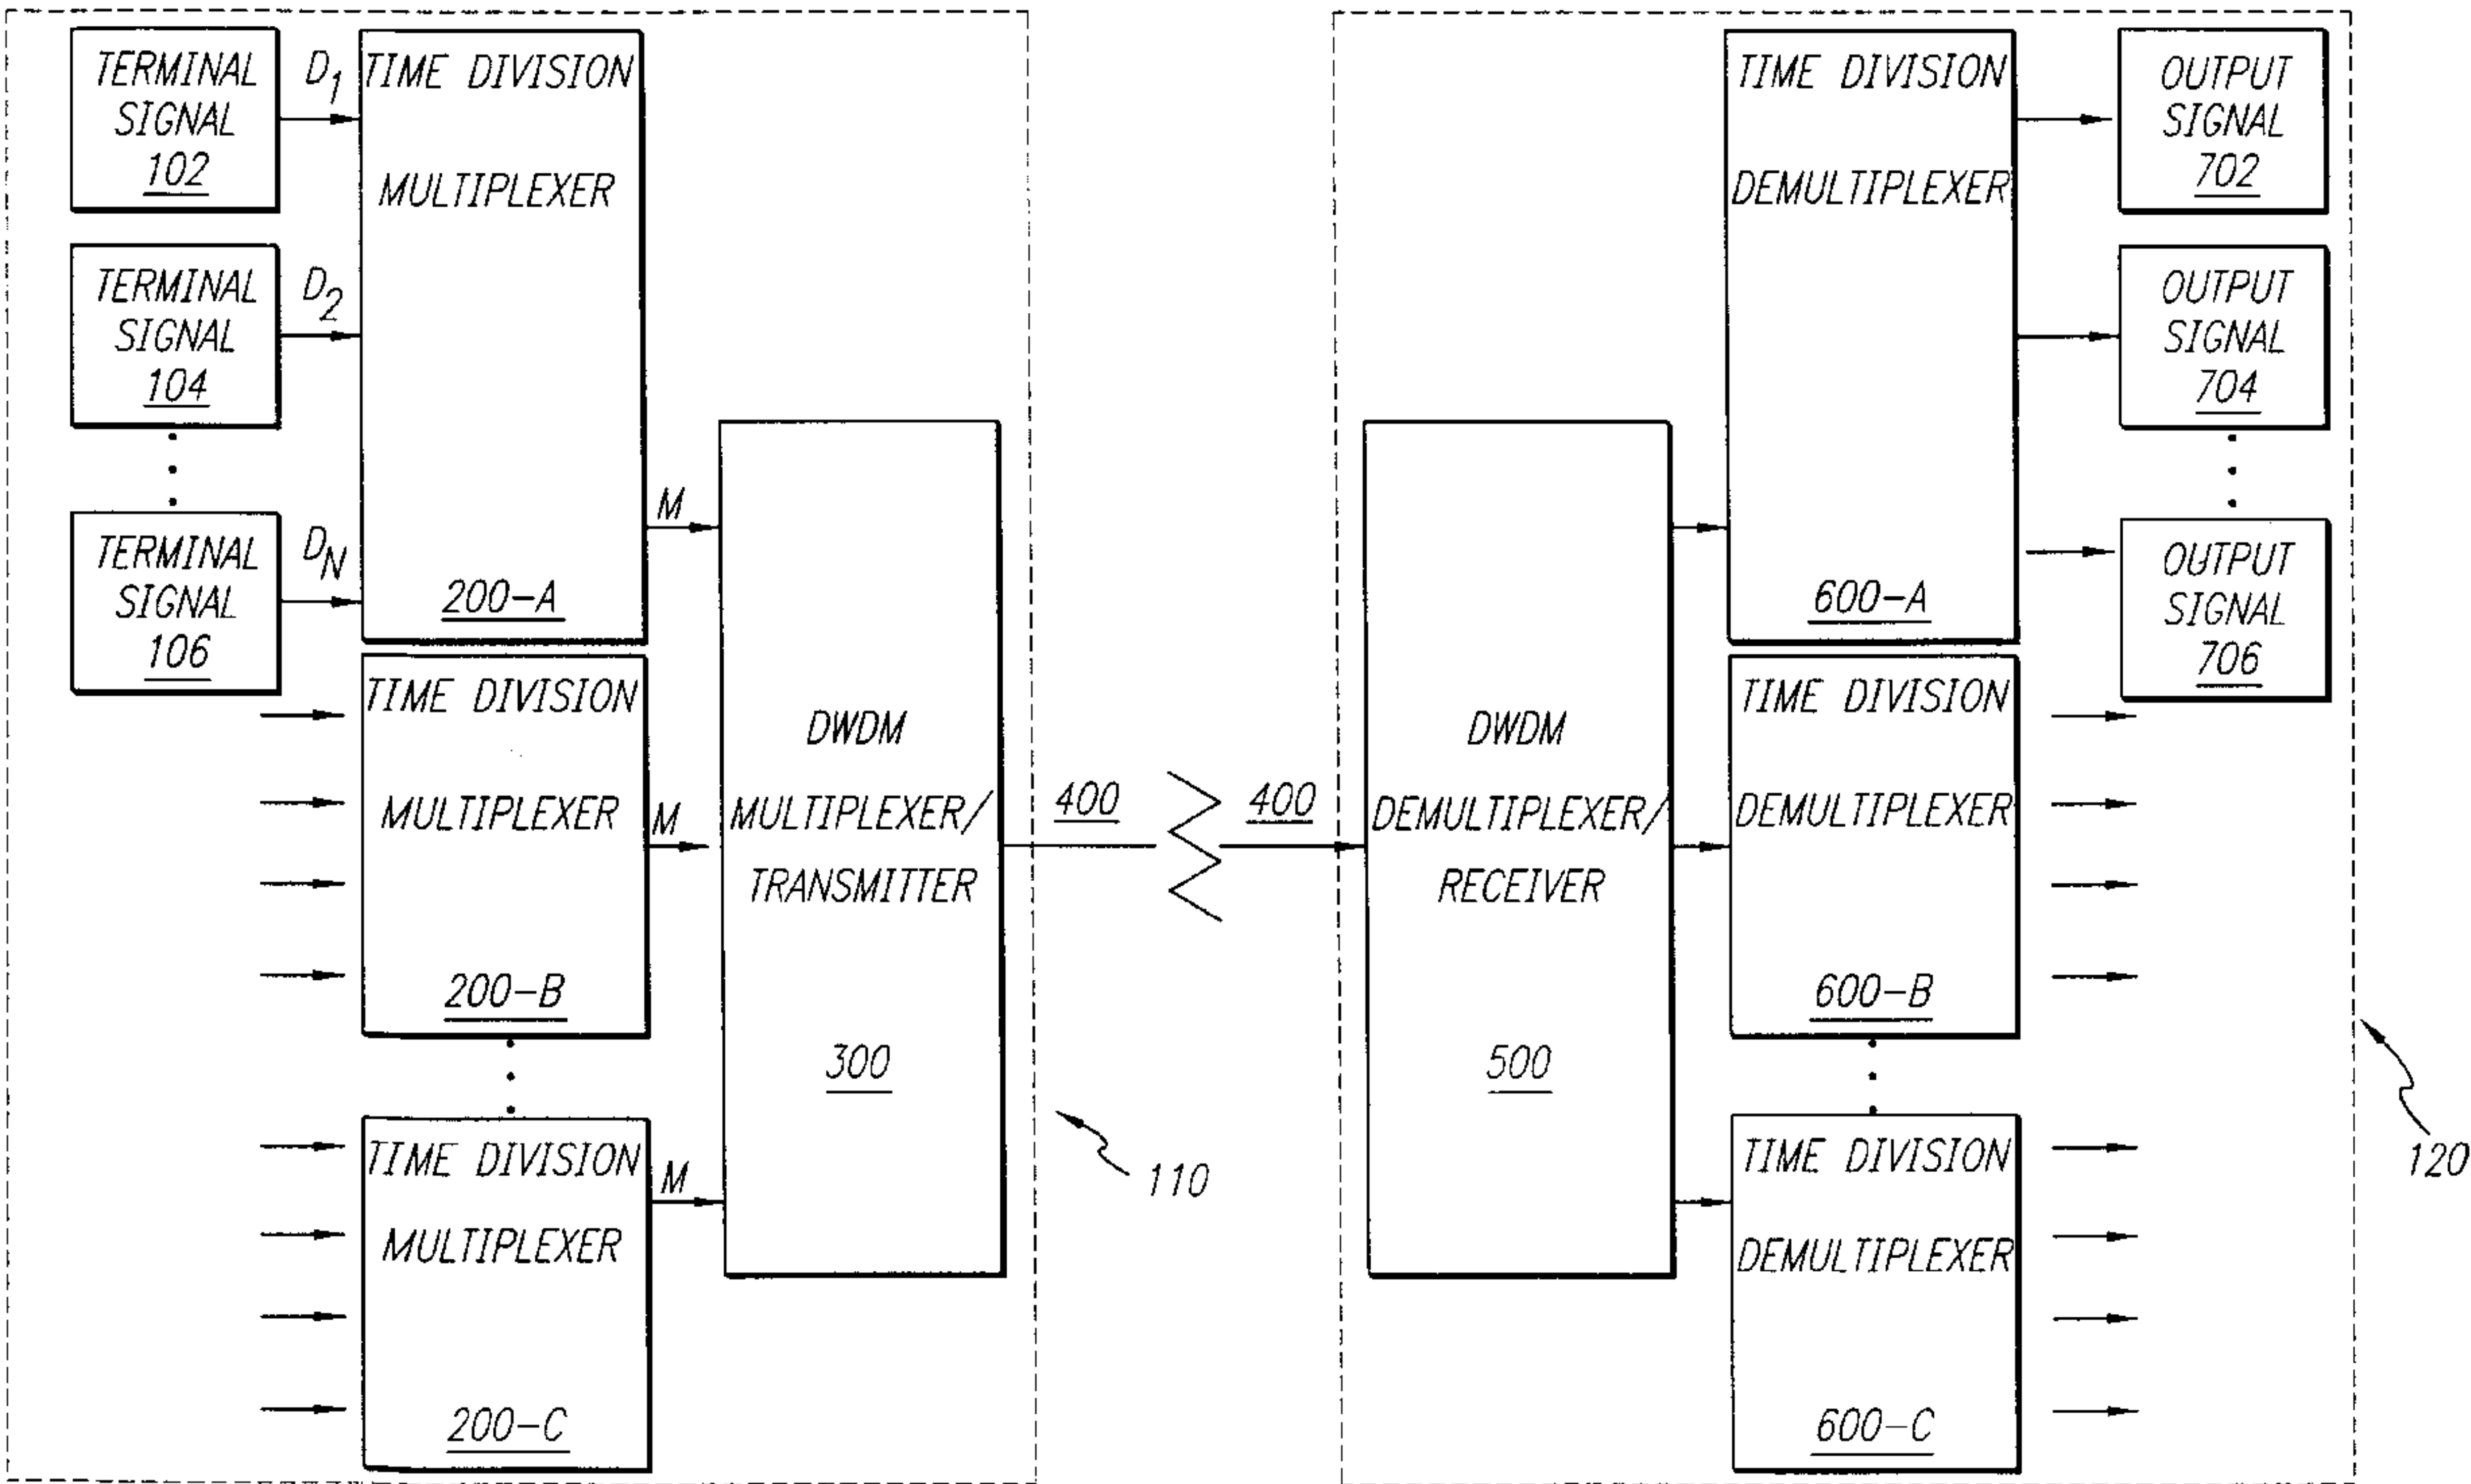 TERMINAL
SIGNAL
102
D1
TIME DIVISION
MULTIPLEXER
200-A
TERMINAL
SIGNAL
104
D2
TERMINAL
SIGNAL
106
DN
M
TIME DIVISION
MULTIPLEXER
200-B
M
TIME DIVISION
MULTIPLEXER
200-C
M
DWDM
MULTIPLEXER/
TRANSMITTER
300
400
110
400
DWDM
DEMULTIPLEXER/
RECEIVER
500
TIME DIVISION
DEMULTIPLEXER
600-A
OUTPUT
SIGNAL
702
OUTPUT
SIGNAL
704
OUTPUT
SIGNAL
706
TIME DIVISION
DEMULTIPLEXER
600-B
TIME DIVISION
DEMULTIPLEXER
600-C
120